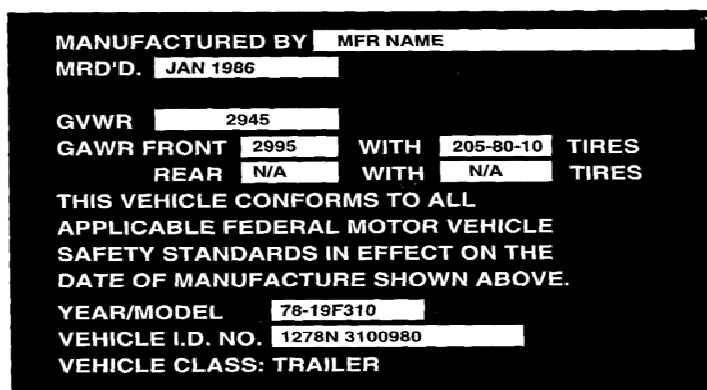 MANUFACTURED BY MFR NAME
MRD'D. JAN 1986
GVWR 2945
GAWR FRONT 2995 WITH 205-80-10 TIRES
REAR N/A WITH N/A TIRES
THIS VEHICLE CONFORMS TO ALL
APPLICABLE FEDERAL MOTOR VEHICLE
SAFETY STANDARDS IN EFFECT ON THE
DATE OF MANUFACTURE SHOWN ABOVE.
YEAR/MODEL 78-19F310
VEHICLE I.D. NO. 1278N 3100980
VEHICLE CLASS: TRAILER